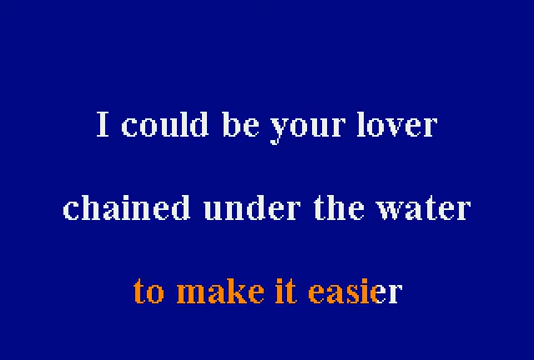 I could be your lover
chained under the water
to make it easier